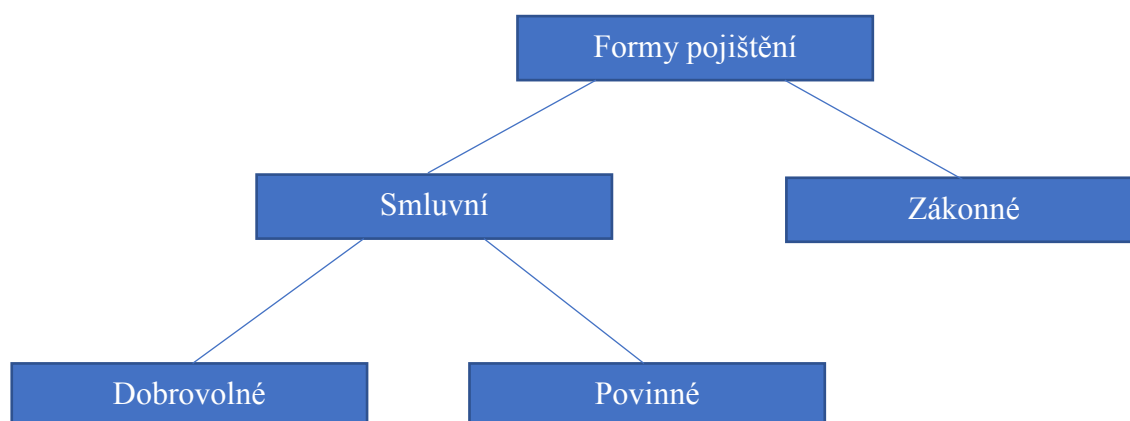 Formy pojištění
Smluvní
Zákonné
Dobrovolné
Povinné